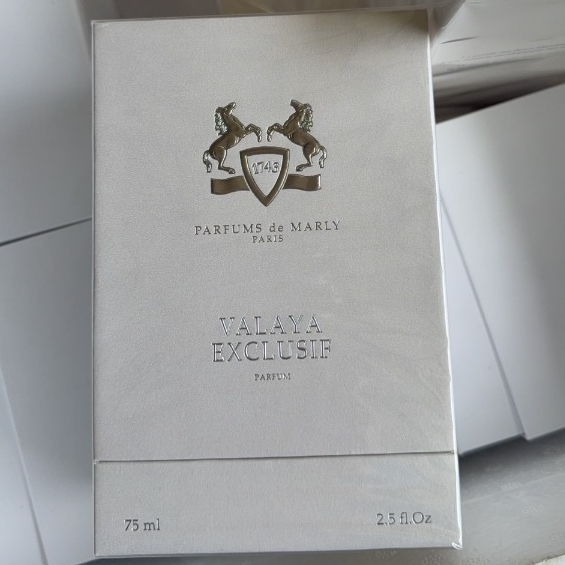 1743
PARFUMS de MARLY
PARIS
VALAYA
EXCLUSIF
PARFUM
75 ml
2.5 fl.Oz